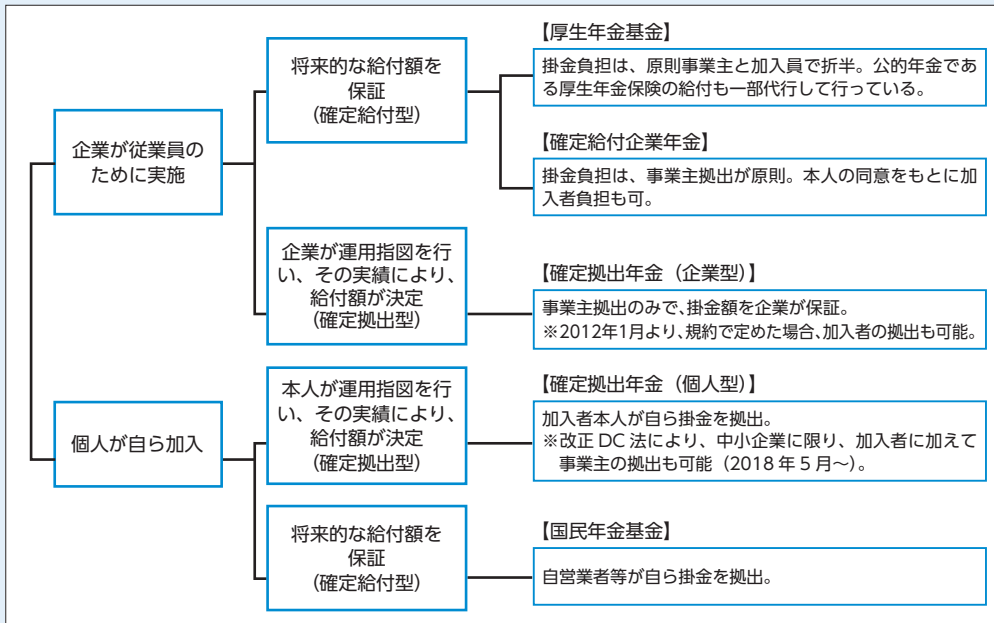 企業が従業員の
ために実施
将来的な給付額を
保証
(確定給付型)
【厚生年金基金】
掛金負担は、原則事業主と加入員で折半。公的年金であ
る厚生年金保険の給付も一部代行して行っている。
【確定給付企業年金】
掛金負担は、事業主拠出が原則。本人の同意をもとに加
入者負担も可。
企業が運用指図を行
い、その実績により、
給付額が決定
(確定拠出型)
【確定拠出年金(企業型)】
事業主拠出のみで、掛金額を企業が保証。
※2012年1月より、規約で定めた場合、加入者の拠出も可能。
個人が自ら加入
本人が運用指図を行
い、その実績により、
給付額が決定
(確定拠出型)
【確定拠出年金(個人型)】
加入者本人が自ら掛金を拠出。
※改正 DC 法により、中小企業に限り、加入者に加えて
事業主の拠出も可能(2018 年 5 月〜)。
将来的な給付額を
保証
(確定給付型)
【国民年金基金】
自営業者等が自ら掛金を拠出。